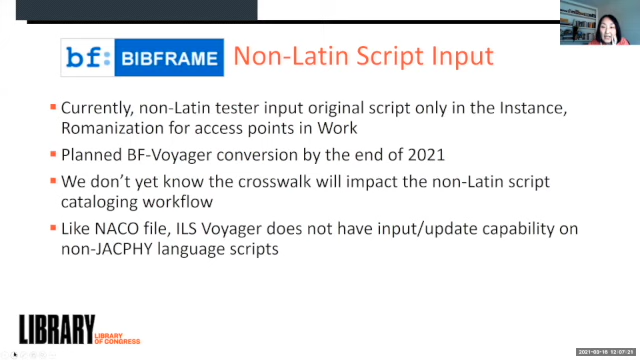 bf: BIBFRAME Non-Latin Script Input
Currently, non-Latin tester input original script only in the Instance,
Romanization for access points in Work
Planned BF-Voyager conversion by the end of 2021
We don't yet know the crosswalk will impact the non-Latin script
cataloging workflow
Like NACO file, ILS Voyager does not have input/update capability on
non-JACPHY language scripts
LIBRARY LIBRARY
OF CONGRESS
2021-03-16 12:07:21